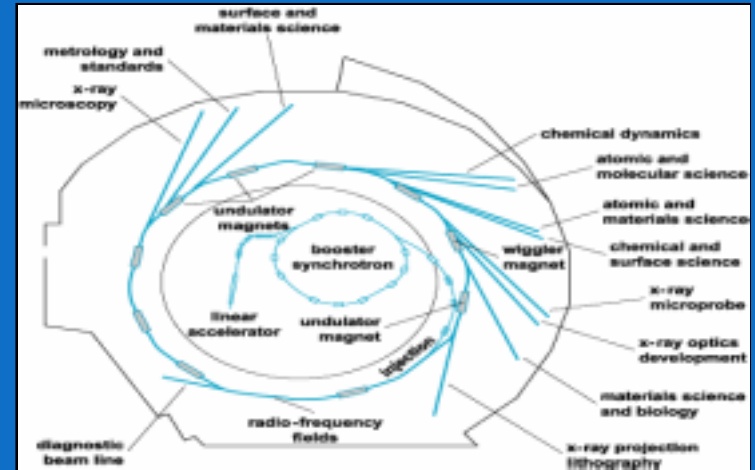 surface and
materials science
metrology and
standards
x-ray
microscopy
chemical dynamics
atomic and
molecular science
atomic and
materials science
undulator
magnets
booster
synchrotron
wiggler
magnet
chemical and
surface science
x-ray
microprobe
linear
accelerator
undulator
magnet
injection
x-ray optics
development
materials science
and biology
radio-frequency
fields
diagnostic
beam line
x-ray projection
lithography